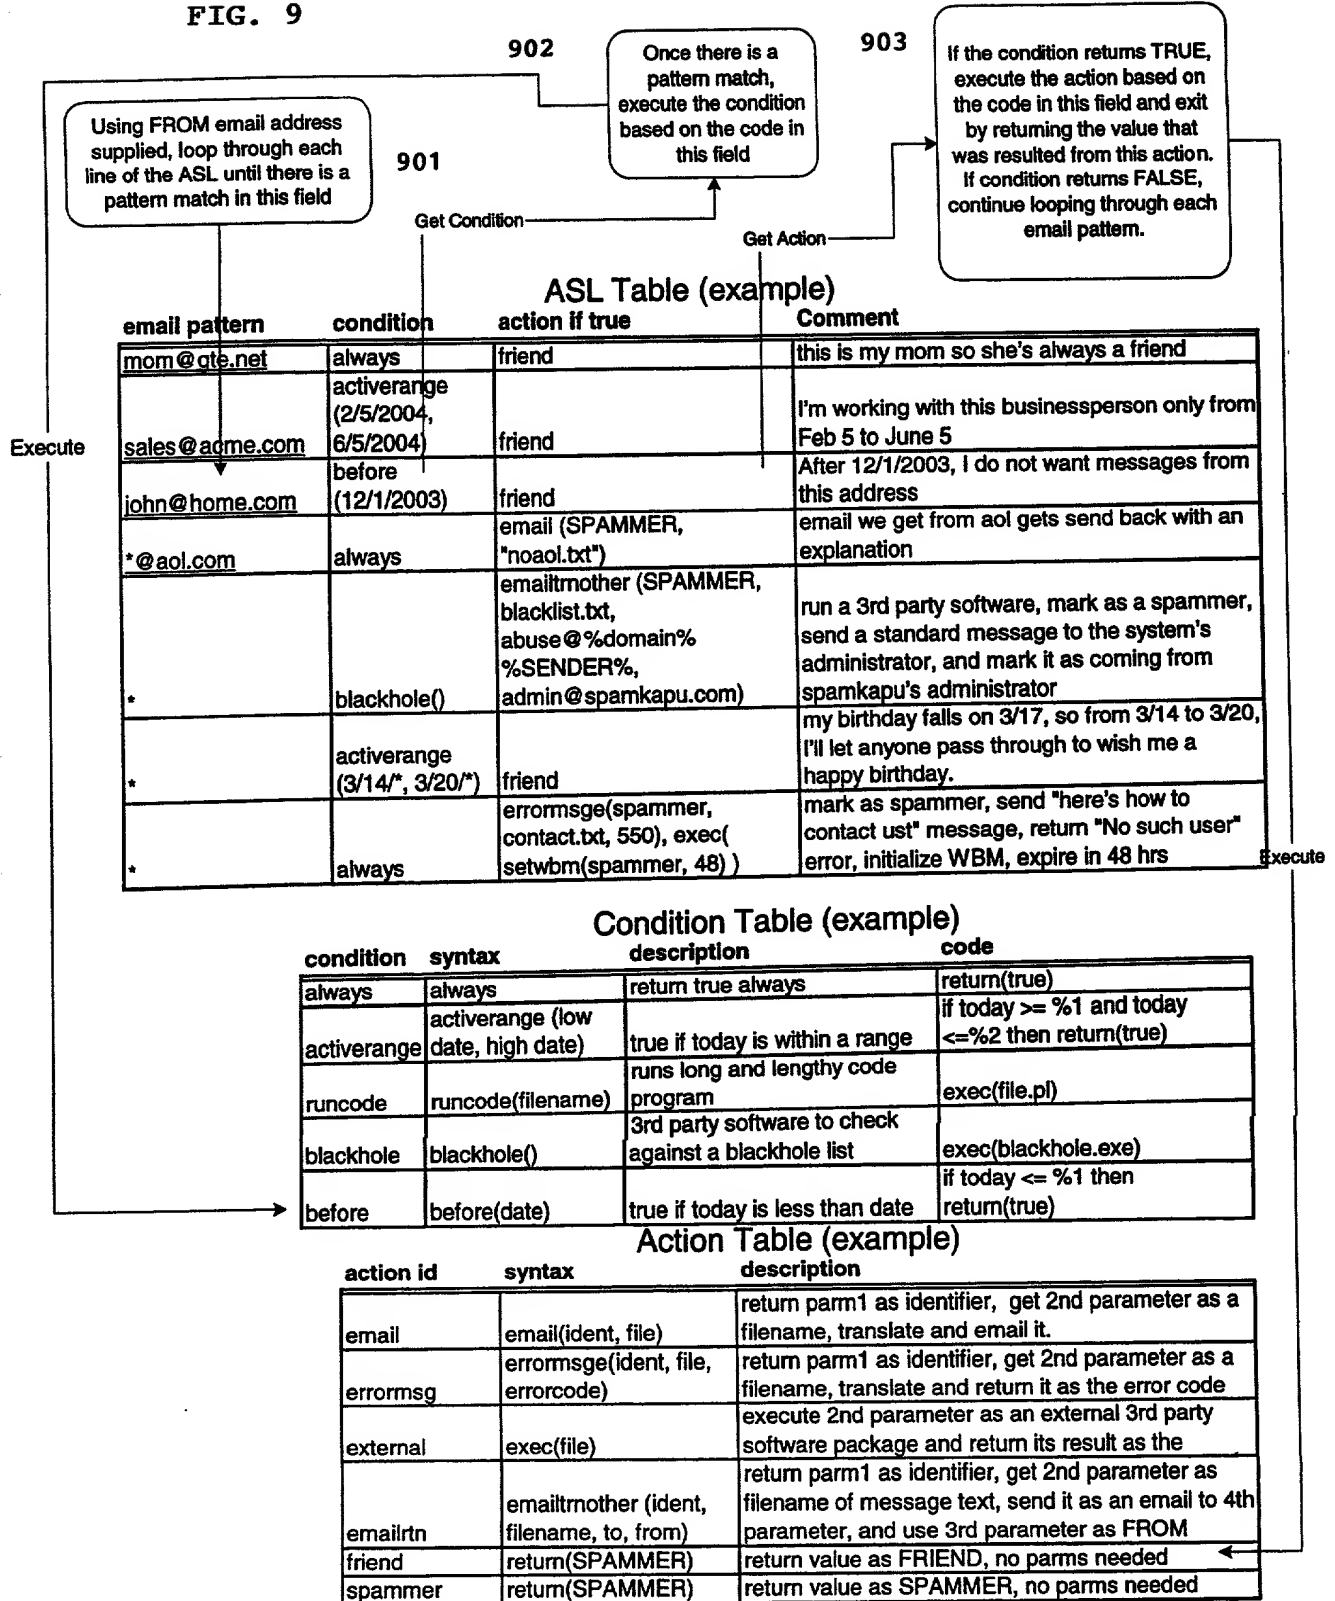 FIG. 9
902
903
901
Using FROM email address
supplied, loop through each
line of the ASL until there is a
pattern match in this field
Once there is a
pattern match,
execute the condition
based on the code in
this field
If the condition returns TRUE,
execute the action based on
the code in this field and exit
by returning the value that
was resulted from this action.
If condition returns FALSE,
continue looping through each
email pattern.
Get Condition
Get Action
Execute
Execute
ASL Table (example)
email pattern condition action if true Comment
mom@gte.net always friend this is my mom so she's always a friend
activerange
(2/5/2004,
sales@acme.com 6/5/2004) friend
I'm working with this businessperson only from
Feb 5 to June 5
before
john@home.com (12/1/2003) friend
After 12/1/2003, I do not want messages from
this address
*@aol.com always
email (SPAMMER,
"noaol.txt")
email we get from aol gets send back with an
explanation
* blackhole()
emailtrnother (SPAMMER,
blacklist.txt,
abuse@%domain%
%SENDER%,
admin@spamkapu.com)
run a 3rd party software, mark as a spammer,
send a standard message to the system's
administrator, and mark it as coming from
spamkapu's administrator
activerange
* (3/14/*, 3/20/*) friend
my birthday falls on 3/17, so from 3/14 to 3/20,
I'll let anyone pass through to wish me a
happy birthday.
* always
errormsge(spammer,
contact.txt, 550), exec(
setwbm(spammer, 48) )
mark as spammer, send "here's how to
contact ust" message, return "No such user"
error, initialize WBM, expire in 48 hrs
Condition Table (example)
condition syntax description code
always always return true always return(true)
activerange
activerange (low
date, high date)
true if today is within a range
if today >= %1 and today
<=%2 then return(true)
runcode runcode(filename)
runs long and lengthy code
program
exec(file.pl)
blackhole blackhole()
3rd party software to check
against a blackhole list
exec(blackhole.exe)
before before(date) true if today is less than date
if today <= %1 then
return(true)
Action Table (example)
action id syntax description
email email(ident, file)
return parm1 as identifier, get 2nd parameter as a
filename, translate and email it.
errormsg
errormsge(ident, file,
errorcode)
return parm1 as identifier, get 2nd parameter as a
filename, translate and return it as the error code
external exec(file)
execute 2nd parameter as an external 3rd party
software package and return its result as the
emailrtn
emailtrnother (ident,
filename, to, from)
return parm1 as identifier, get 2nd parameter as
filename of message text, send it as an email to 4th
parameter, and use 3rd parameter as FROM
friend return(SPAMMER) return value as FRIEND, no parms needed
spammer return(SPAMMER) return value as SPAMMER, no parms needed